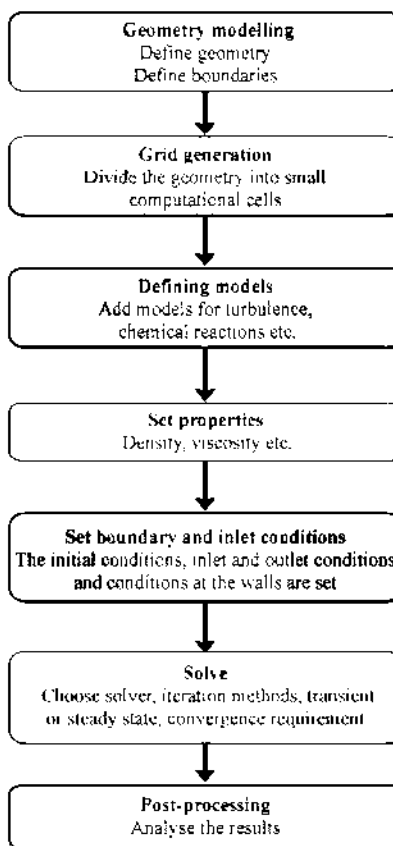 Geometry modelling
Define geometry
Define boundaries
Grid generation
Divide the geometry into small
computational cells
Defining models
Add models for turbulence,
chemical reactions etc.
Set properties
Density, viscosity etc.
Set boundary and inlet conditions
The initial conditions, inlet and outlet conditions
and conditions at the walls are set
Solve
Choose solver, iteration methods, transient
or steady state, convergence requirement
Post-processing
Analyse the results